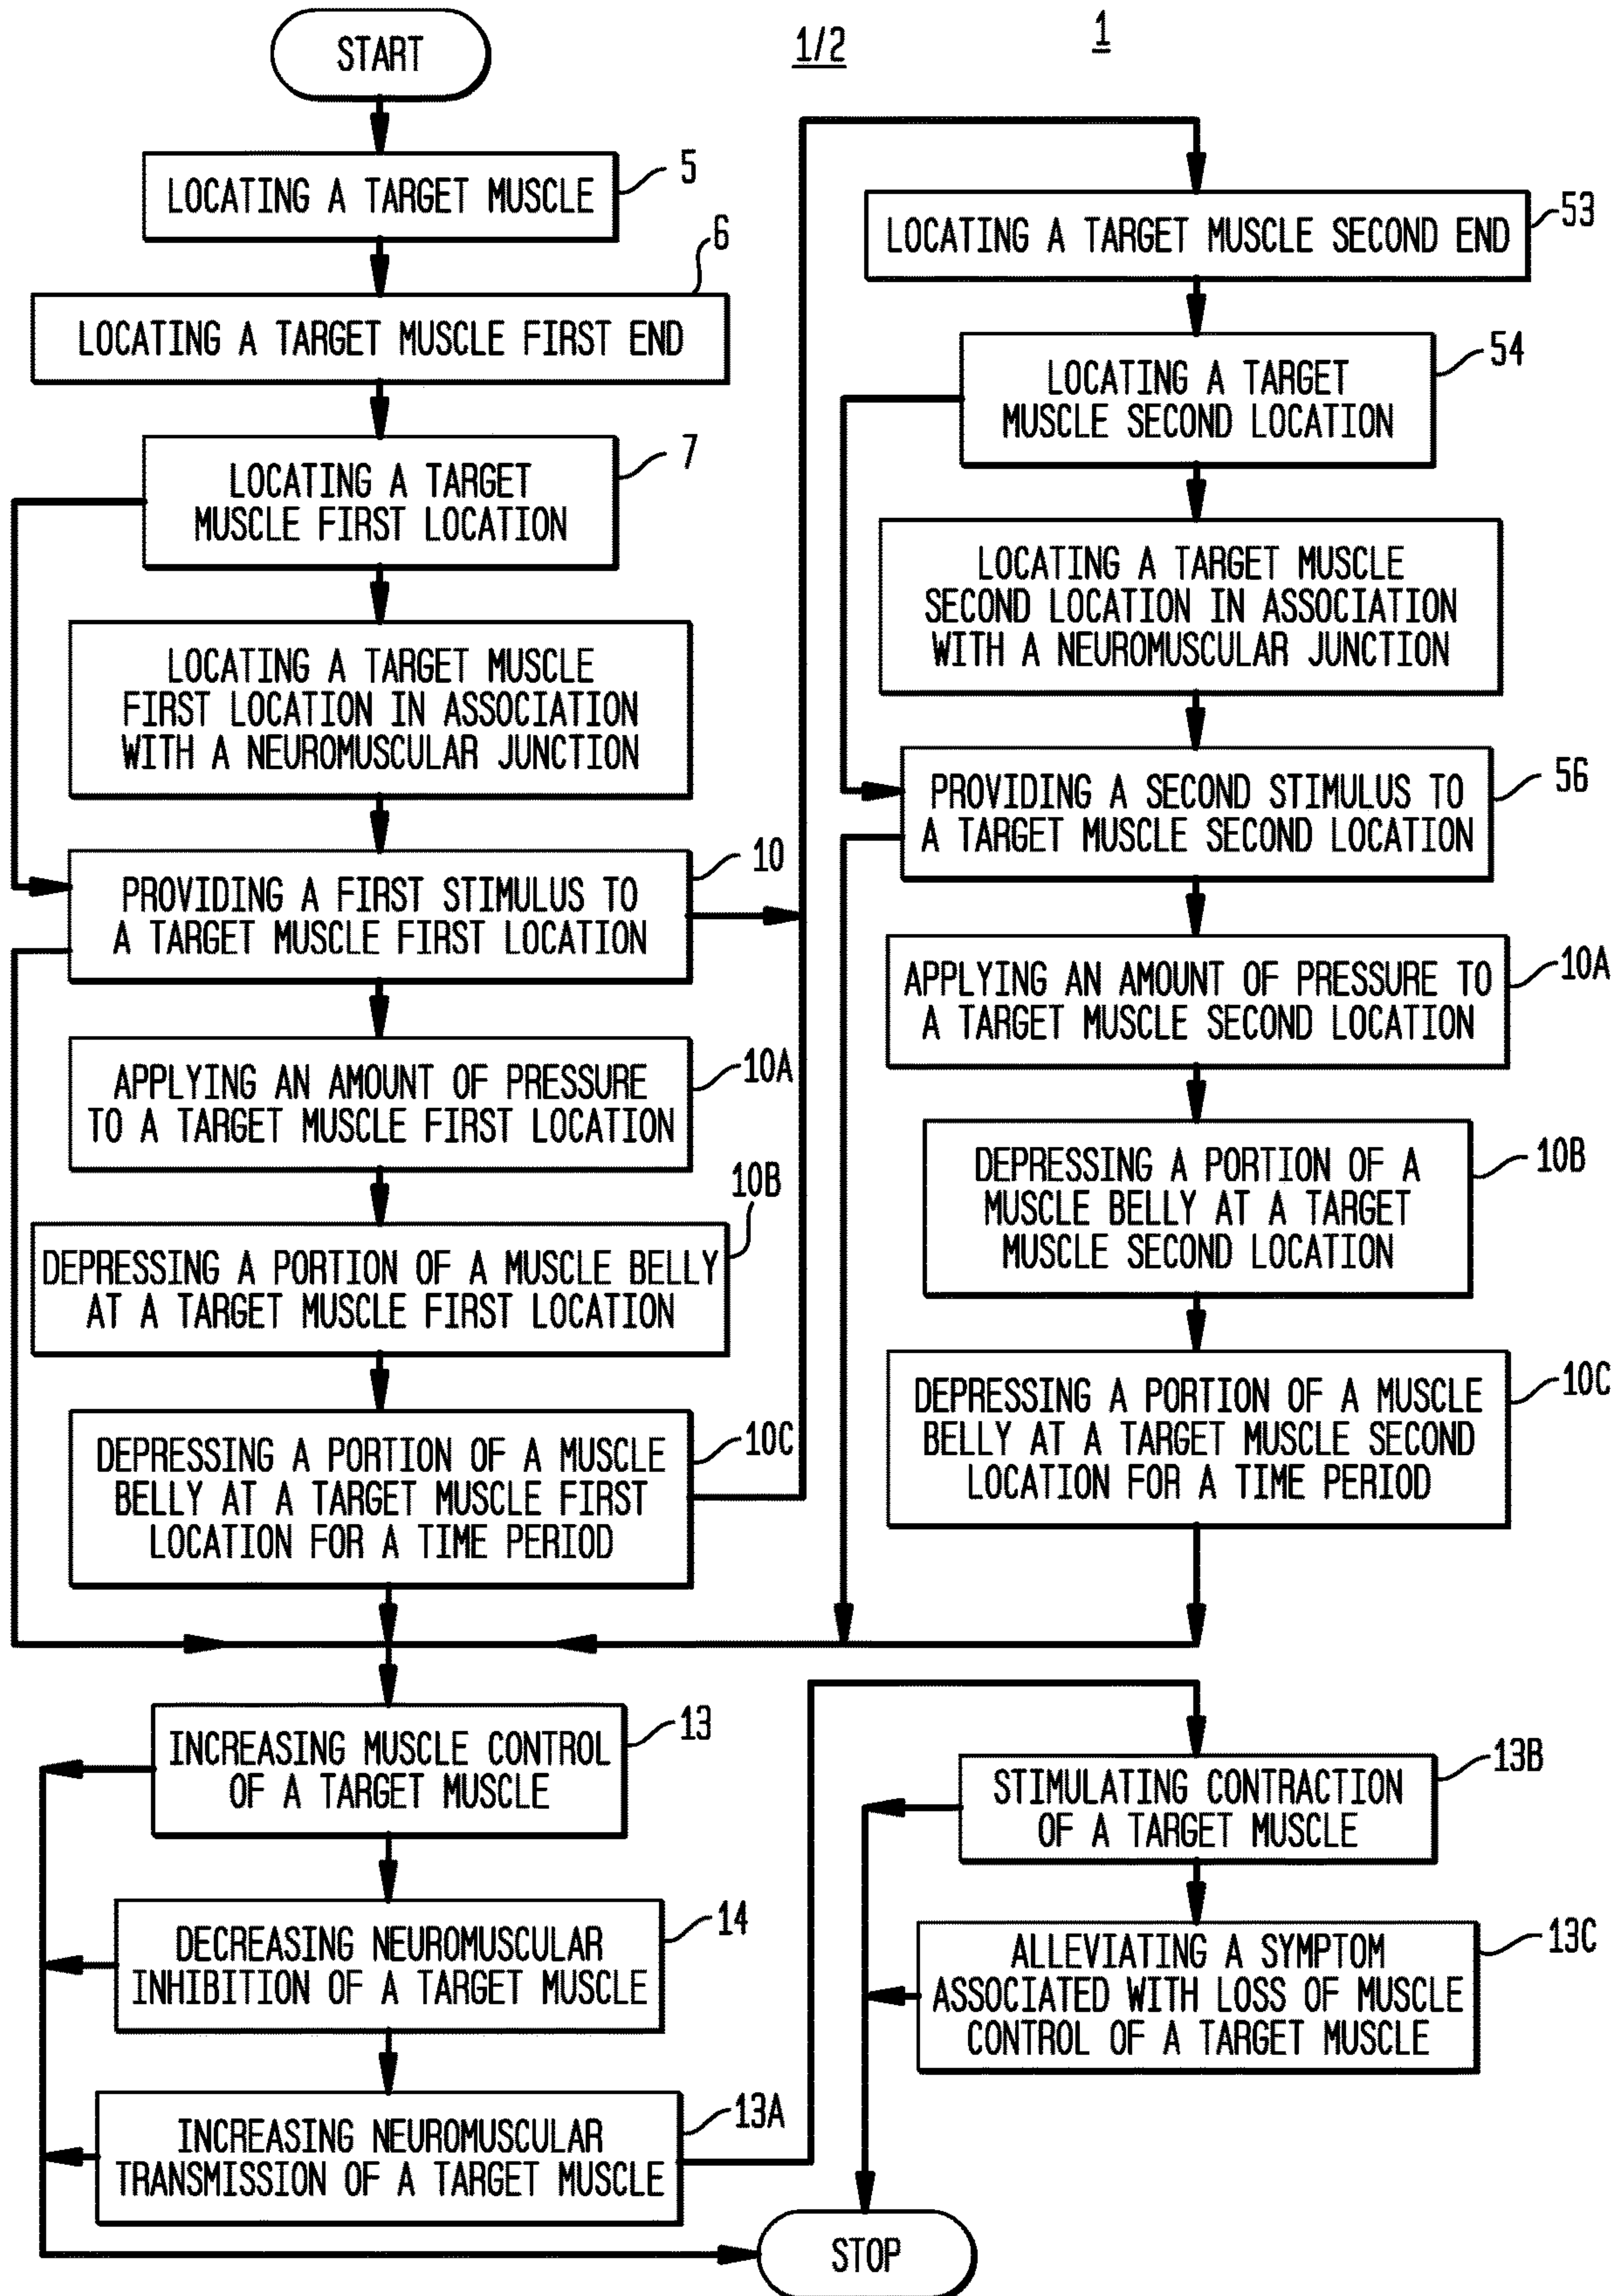 1/2
1
START
LOCATING A TARGET MUSCLE
5
LOCATING A TARGET MUSCLE FIRST END
6
LOCATING A TARGET
MUSCLE FIRST LOCATION
7
LOCATING A TARGET MUSCLE
FIRST LOCATION IN ASSOCIATION
WITH A NEUROMUSCULAR JUNCTION
PROVIDING A FIRST STIMULUS TO
A TARGET MUSCLE FIRST LOCATION
10
APPLYING AN AMOUNT OF PRESSURE
TO A TARGET MUSCLE FIRST LOCATION
10A
DEPRESSING A PORTION OF A MUSCLE BELLY
AT A TARGET MUSCLE FIRST LOCATION
10B
DEPRESSING A PORTION OF A MUSCLE
BELLY AT A TARGET MUSCLE FIRST
LOCATION FOR A TIME PERIOD
10C
LOCATING A TARGET MUSCLE SECOND END
53
LOCATING A TARGET
MUSCLE SECOND LOCATION
54
LOCATING A TARGET MUSCLE
SECOND LOCATION IN ASSOCIATION
WITH A NEUROMUSCULAR JUNCTION
PROVIDING A SECOND STIMULUS TO
A TARGET MUSCLE SECOND LOCATION
56
APPLYING AN AMOUNT OF PRESSURE TO
A TARGET MUSCLE SECOND LOCATION
10A
DEPRESSING A PORTION OF A
MUSCLE BELLY AT A TARGET
MUSCLE SECOND LOCATION
10B
DEPRESSING A PORTION OF A MUSCLE
BELLY AT A TARGET MUSCLE SECOND
LOCATION FOR A TIME PERIOD
10C
INCREASING MUSCLE CONTROL
OF A TARGET MUSCLE
13
DECREASING NEUROMUSCULAR
INHIBITION OF A TARGET MUSCLE
14
INCREASING NEUROMUSCULAR
TRANSMISSION OF A TARGET MUSCLE
13A
STIMULATING CONTRACTION
OF A TARGET MUSCLE
13B
ALLEVIATING A SYMPTOM
ASSOCIATED WITH LOSS OF MUSCLE
CONTROL OF A TARGET MUSCLE
13C
STOP